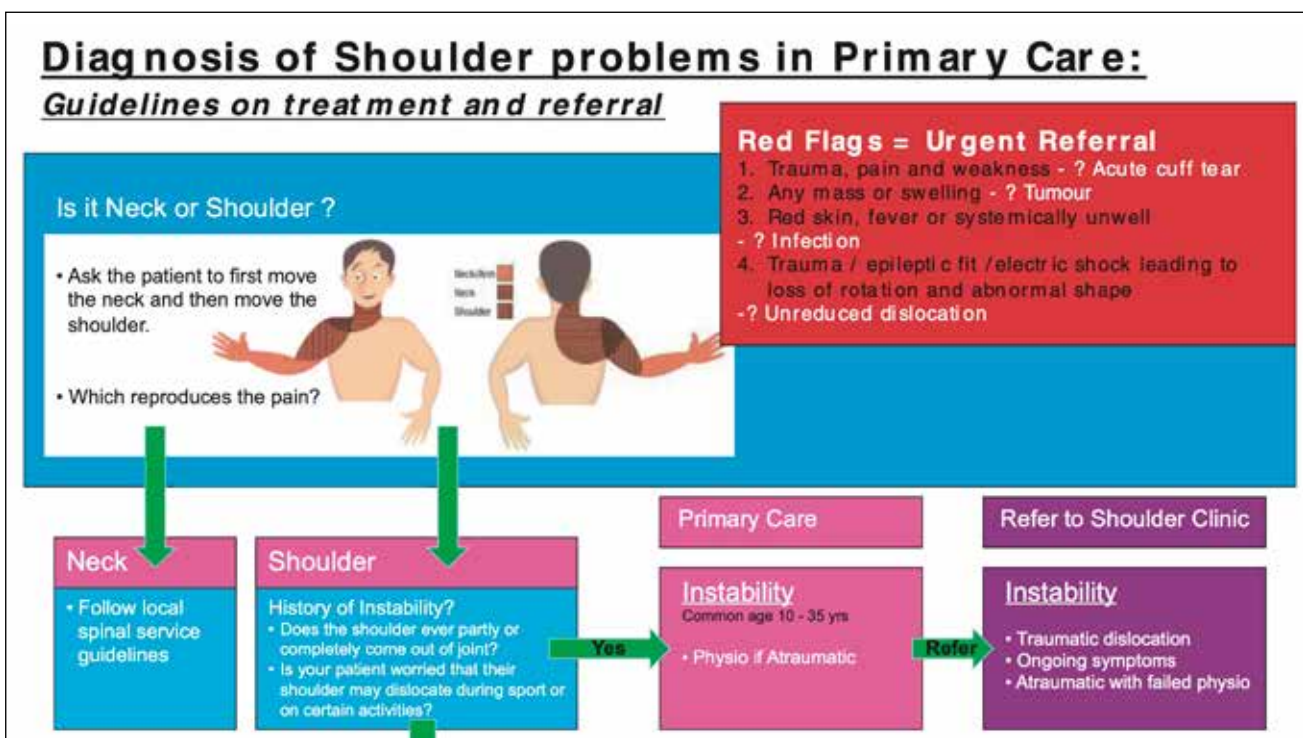 Diagnosis of Shoulder problems in Primary Care:
Guidelines on treatment and referral
Red Flags = Urgent Referral
1. Trauma, pain and weakness - ? Acute cuff tear
2. Any mass or swelling - ? Tumour
3. Red skin, fever or systemically unwell
- ? Infection
4. Trauma / epileptic fit /electric shock leading to
loss of rotation and abnormal shape
-? Unreduced dislocation
Is it Neck or Shoulder ?
• Ask the patient to first move
the neck and then move the
shoulder.
• Which reproduces the pain?
Neck/Arm
Neck
Shoulder
Neck
• Follow local
spinal service
guidelines
Shoulder
History of Instability?
• Does the shoulder ever partly or
completely come out of joint?
• Is your patient worried that their
shoulder may dislocate during sport or
on certain activities?
Yes
Primary Care
Instability
Common age 10 - 35 yrs
• Physio if Atraumatic
Refer
Refer to Shoulder Clinic
Instability
• Traumatic dislocation
• Ongoing symptoms
• Atraumatic with failed physio